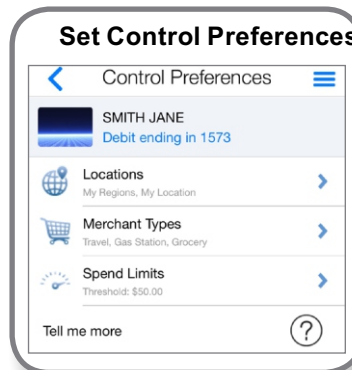 Set Control Preferences
Control Preferences
SMITH JANE
Debit ending in 1573
Locations
My Regions, My Location
Merchant Types
Travel, Gas Station, Grocery
Spend Limits
Threshold: $50.00
Tell me more
?